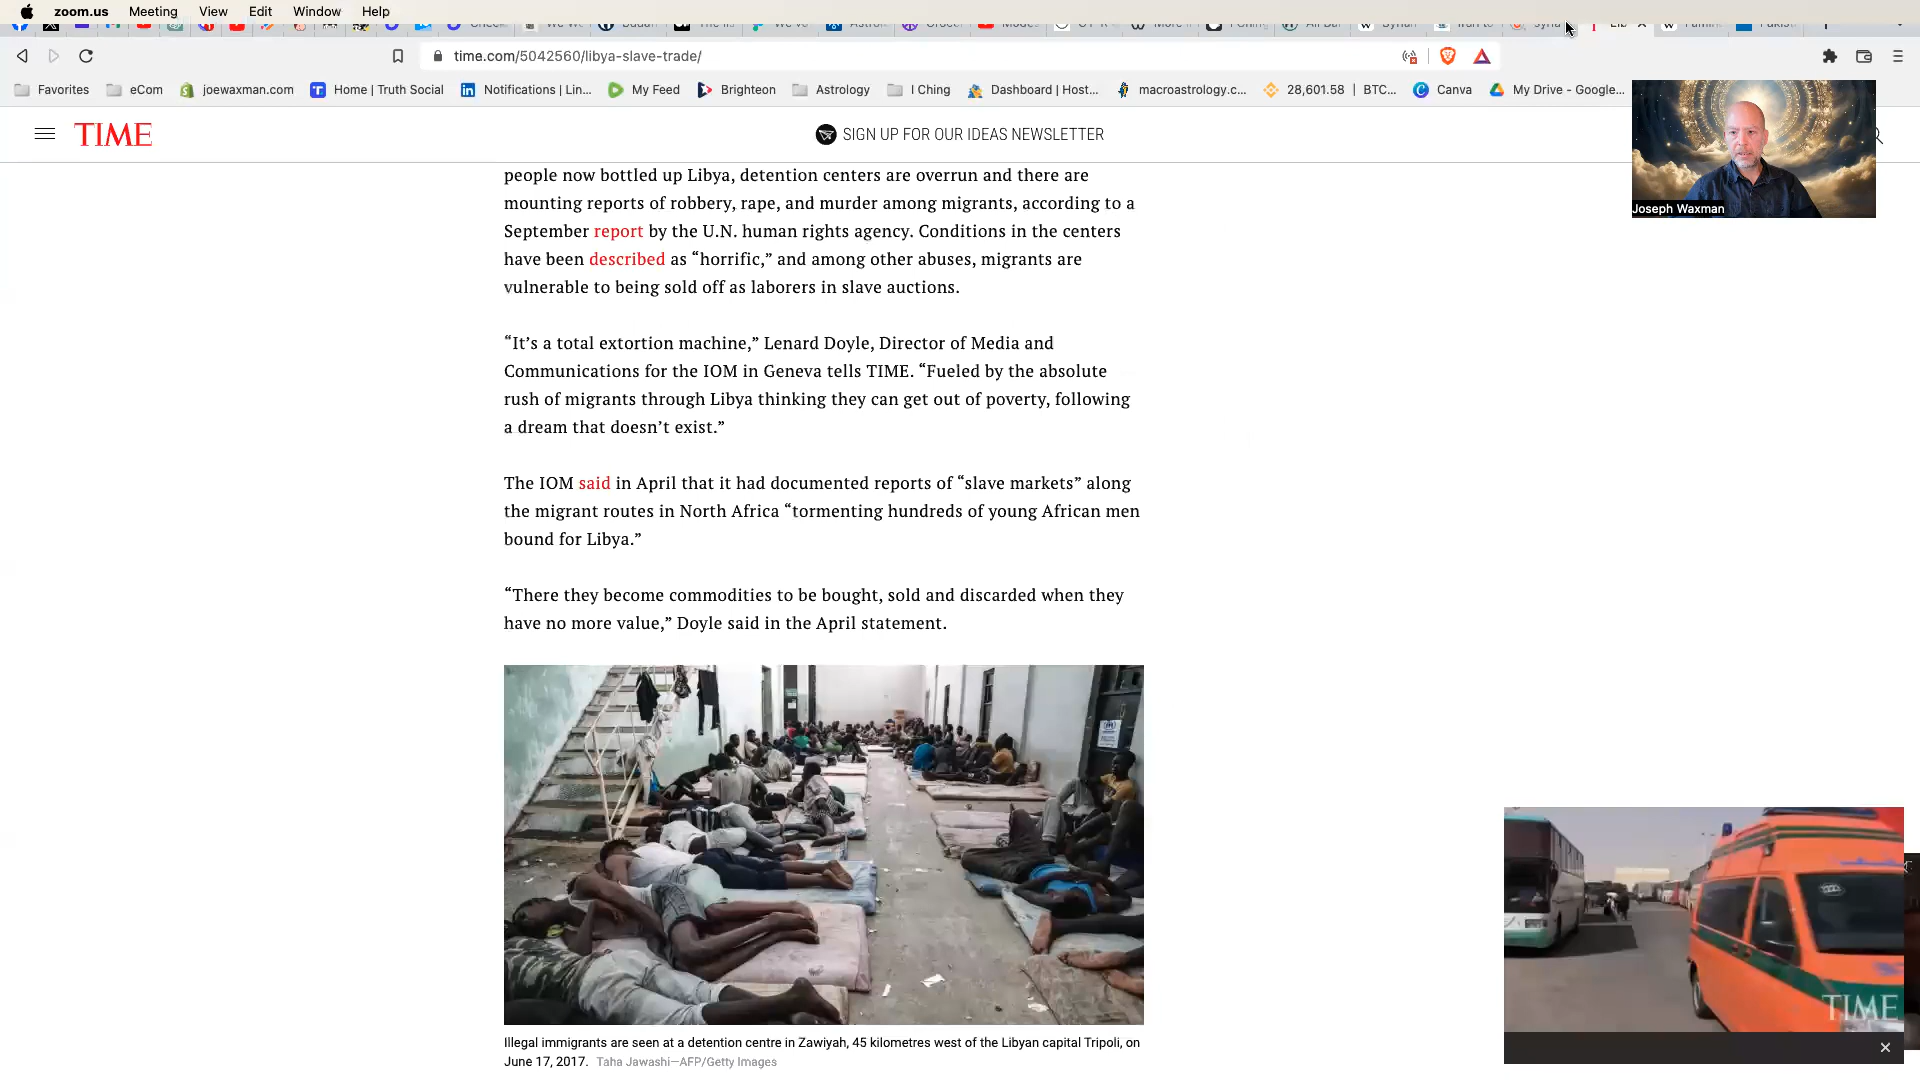 zoom.us Meeting View Edit Window Help
time.com/5042560/libya-slave-trade/
Favorites eCom joewaxman.com Home | Truth Social Notifications | Lin... My Feed Brighteon Astrology I Ching Dashboard | Host... macroastrology.c... 28,601.58 | BTC... Canva My Drive - Google...
TIME
SIGN UP FOR OUR IDEAS NEWSLETTER
Joseph Waxman
people now bottled up Libya, detention centers are overrun and there are
mounting reports of robbery, rape, and murder among migrants, according to a
September report by the U.N. human rights agency. Conditions in the centers
have been described as “horrific,” and among other abuses, migrants are
vulnerable to being sold off as laborers in slave auctions.
“It’s a total extortion machine,” Lenard Doyle, Director of Media and
Communications for the IOM in Geneva tells TIME. “Fueled by the absolute
rush of migrants through Libya thinking they can get out of poverty, following
a dream that doesn’t exist.”
The IOM said in April that it had documented reports of “slave markets” along
the migrant routes in North Africa “tormenting hundreds of young African men
bound for Libya.”
“There they become commodities to be bought, sold and discarded when they
have no more value,” Doyle said in the April statement.
Illegal immigrants are seen at a detention centre in Zawiyah, 45 kilometres west of the Libyan capital Tripoli, on
June 17, 2017. Taha Jawashi—AFP/Getty Images
TIME